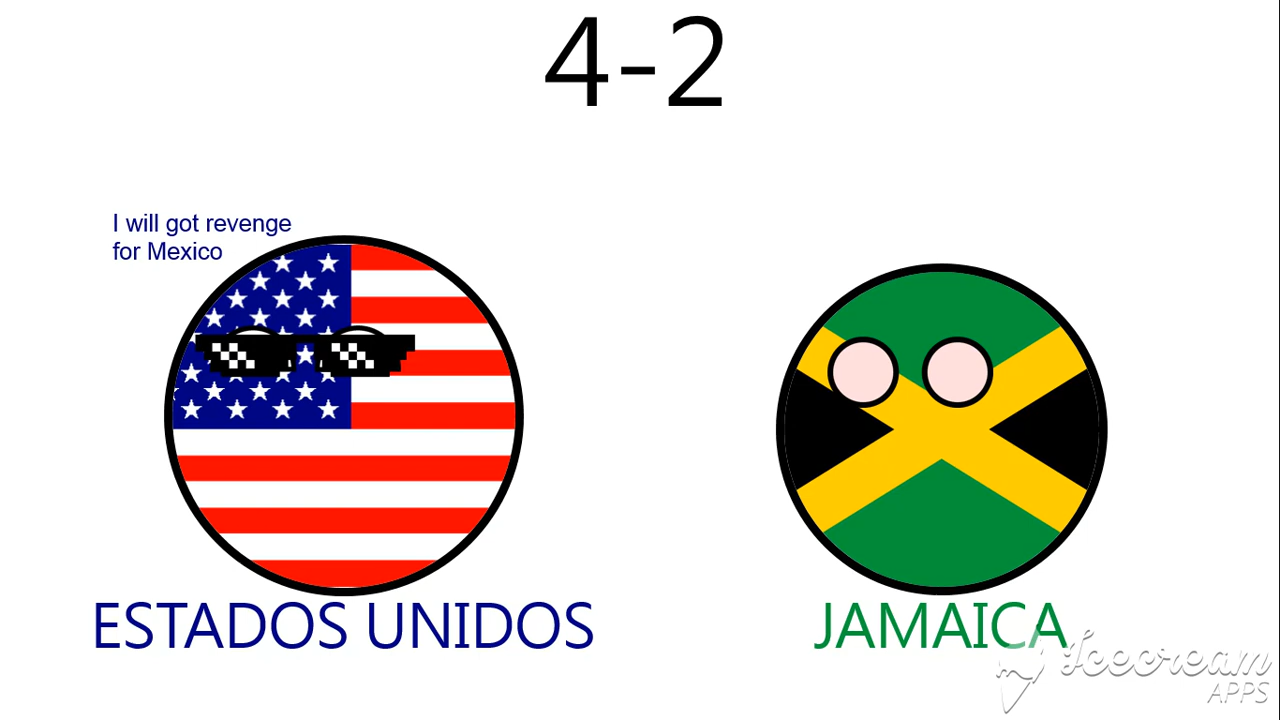 4-2
I will got revenge
for Mexico
ESTADOS UNIDOS
JAMAICA
Icecream
APPS